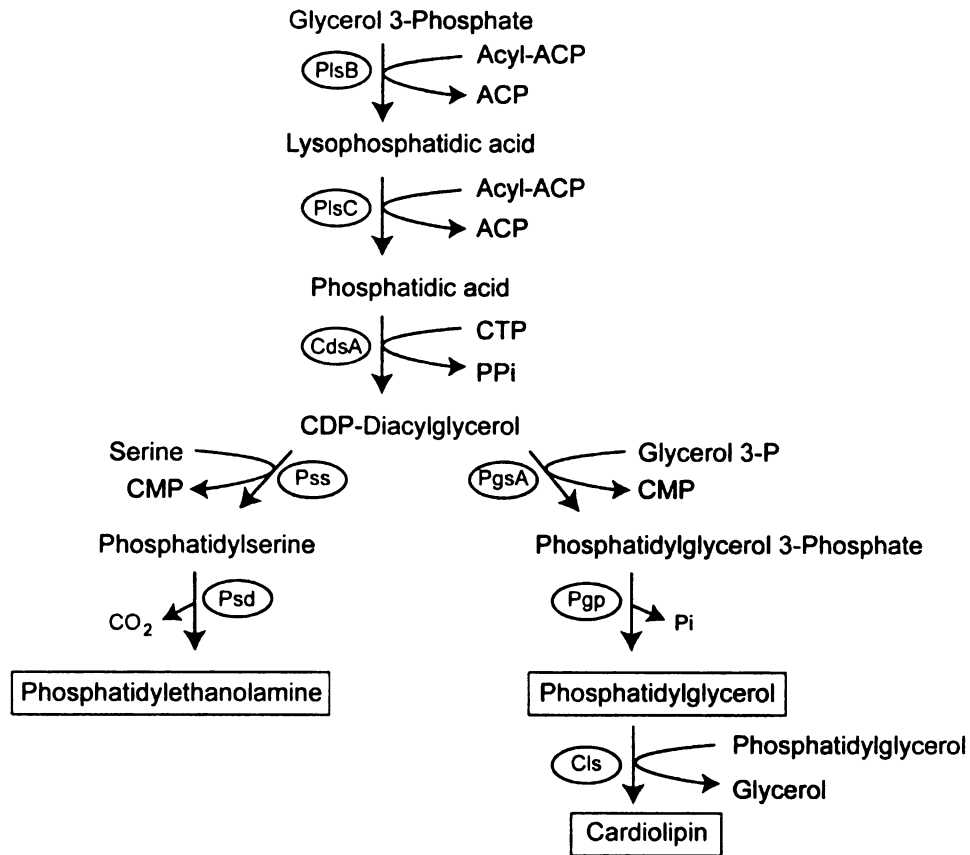 Glycerol 3-Phosphate
PlsB
Acyl-ACP
ACP
Lysophosphatidic acid
PlsC
Acyl-ACP
ACP
Phosphatidic acid
CdsA
CTP
PPi
CDP-Diacylglycerol
Serine
CMP
Pss
PgsA
Glycerol 3-P
CMP
Phosphatidylserine
Phosphatidylglycerol 3-Phosphate
CO2
Psd
Pgp
Pi
Phosphatidylethanolamine
Phosphatidylglycerol
Cls
Phosphatidylglycerol
Glycerol
Cardiolipin